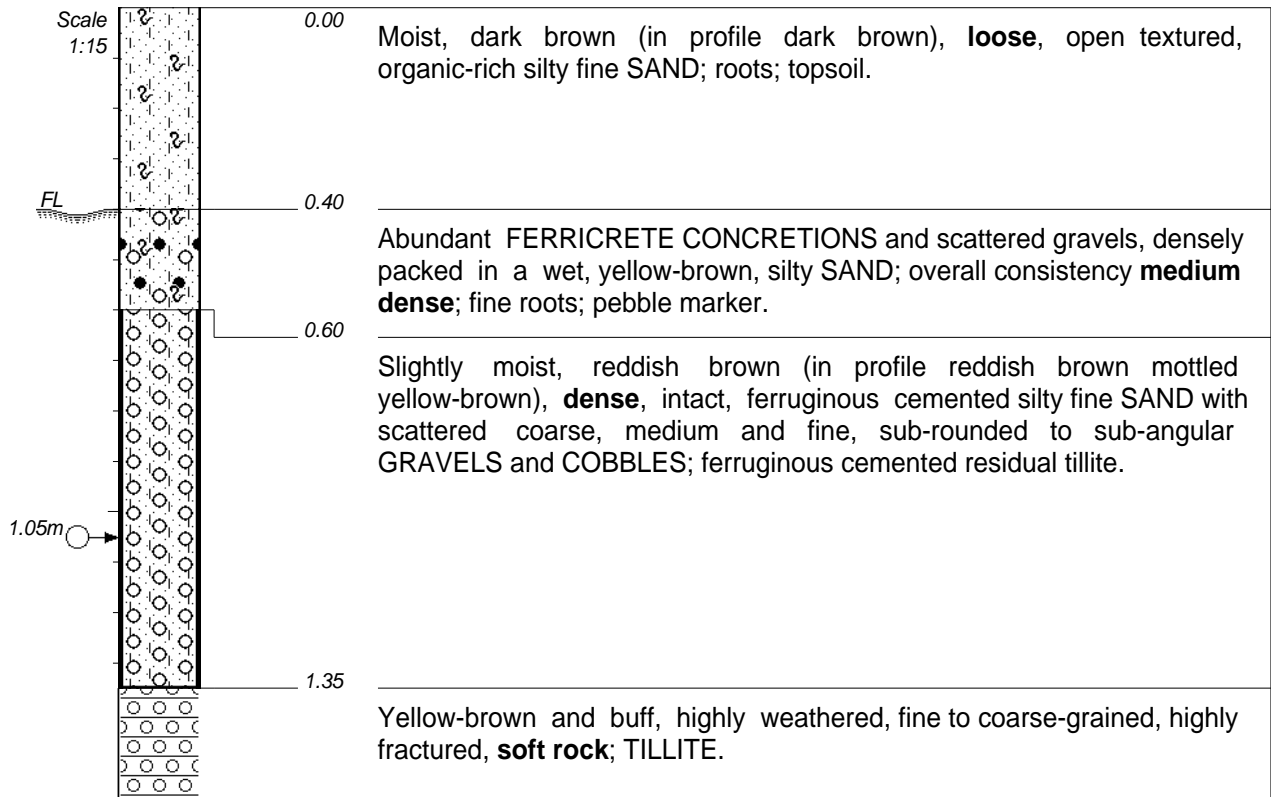 Scale
1:15
0.00
Moist, dark brown (in profile dark brown), loose, open textured,
organic-rich silty fine SAND; roots; topsoil.
FL
0.40
Abundant FERRICRETE CONCRETIONS and scattered gravels, densely
packed in a wet, yellow-brown, silty SAND; overall consistency medium
dense; fine roots; pebble marker.
0.60
Slightly moist, reddish brown (in profile reddish brown mottled
yellow-brown), dense, intact, ferruginous cemented silty fine SAND with
scattered coarse, medium and fine, sub-rounded to sub-angular
GRAVELS and COBBLES; ferruginous cemented residual tillite.
1.05m
1.35
Yellow-brown and buff, highly weathered, fine to coarse-grained, highly
fractured, soft rock; TILLITE.